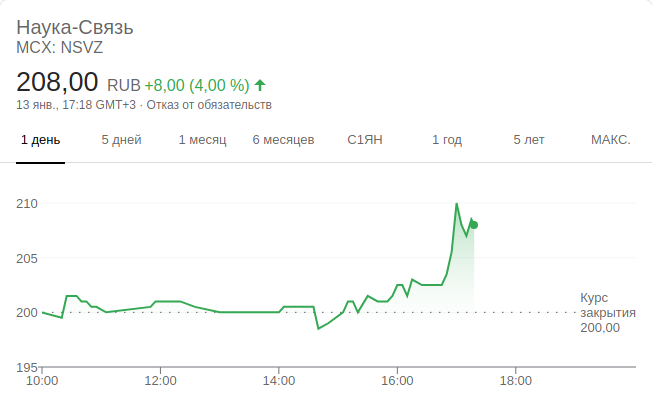 Наука-Связь
MCX: NSVZ
208,00 RUB +8,00 (4,00 %)
13 янв., 17:18 GMT+3 · Отказ от обязательств
1 день 5 дней 1 месяц 6 месяцев С1ЯН 1 год 5 лет МАКС.
210
205
200
195
Курс
закрытия
200,00
10:00 12:00 14:00 16:00 18:00